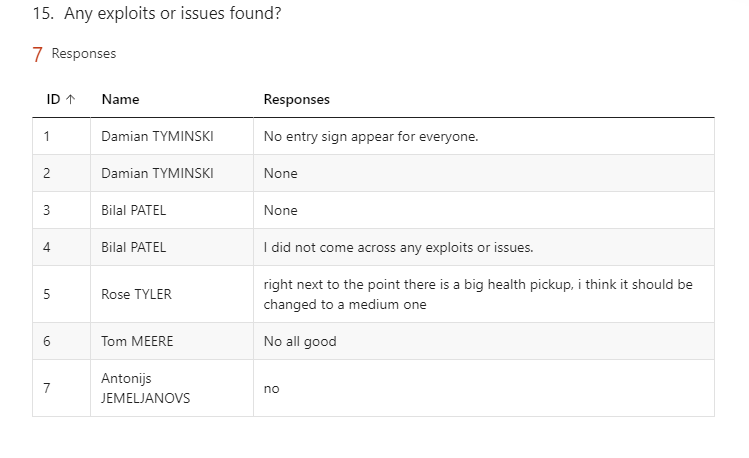 15. Any exploits or issues found?
7 Responses
ID ↑ Name Responses
1 Damian TYMINSKI No entry sign appear for everyone.
2 Damian TYMINSKI None
3 Bilal PATEL None
4 Bilal PATEL I did not come across any exploits or issues.
5 Rose TYLER right next to the point there is a big health pickup, i think it should be
changed to a medium one
6 Tom MEERE No all good
7 Antonijs
JEMELJANOVS no